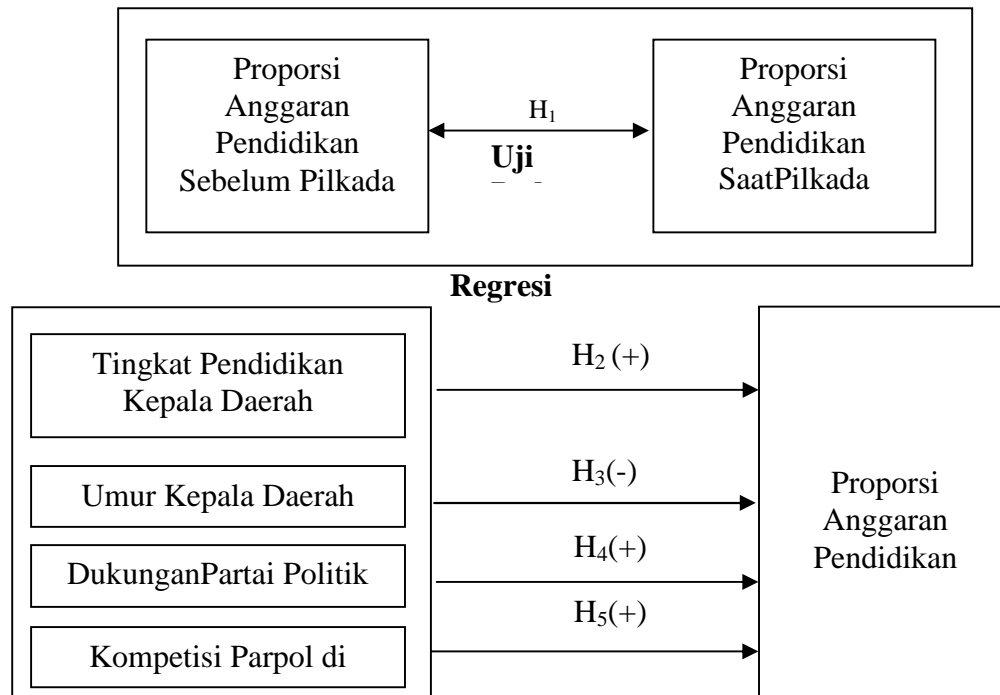 Proporsi
Anggaran
Pendidikan
Sebelum Pilkada
H₁
Uji
Proporsi
Anggaran
Pendidikan
SaatPilkada
Regresi
Tingkat Pendidikan
Kepala Daerah
Umur Kepala Daerah
DukunganPartai Politik
Kompetisi Parpol di
H₂ (+)
H₃(-)
H₄(+)
H₅(+)
Proporsi
Anggaran
Pendidikan